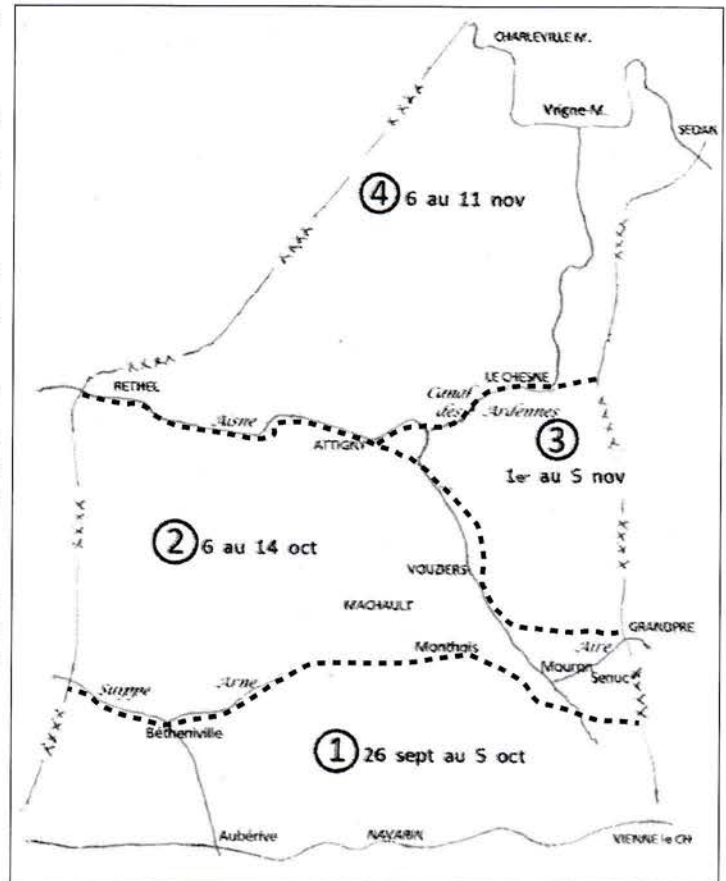 CHARLEVILLE M.
Vrigne-M.
SEDAN
4 6 au 11 nov
RETHEL
LE CHESNE
Canal
des Ardennes
Aisne
ATTIGNY
3
1er au 5 nov
2 6 au 14 oct
VOUZIERS
MACHAULT
GRANDPRE
Monthois
Aire
Mouron
Senuc
Suippe
Arne
Bétheniville
1 26 sept au 5 oct
Aubérive
NAVARIN
VIENNE le CH